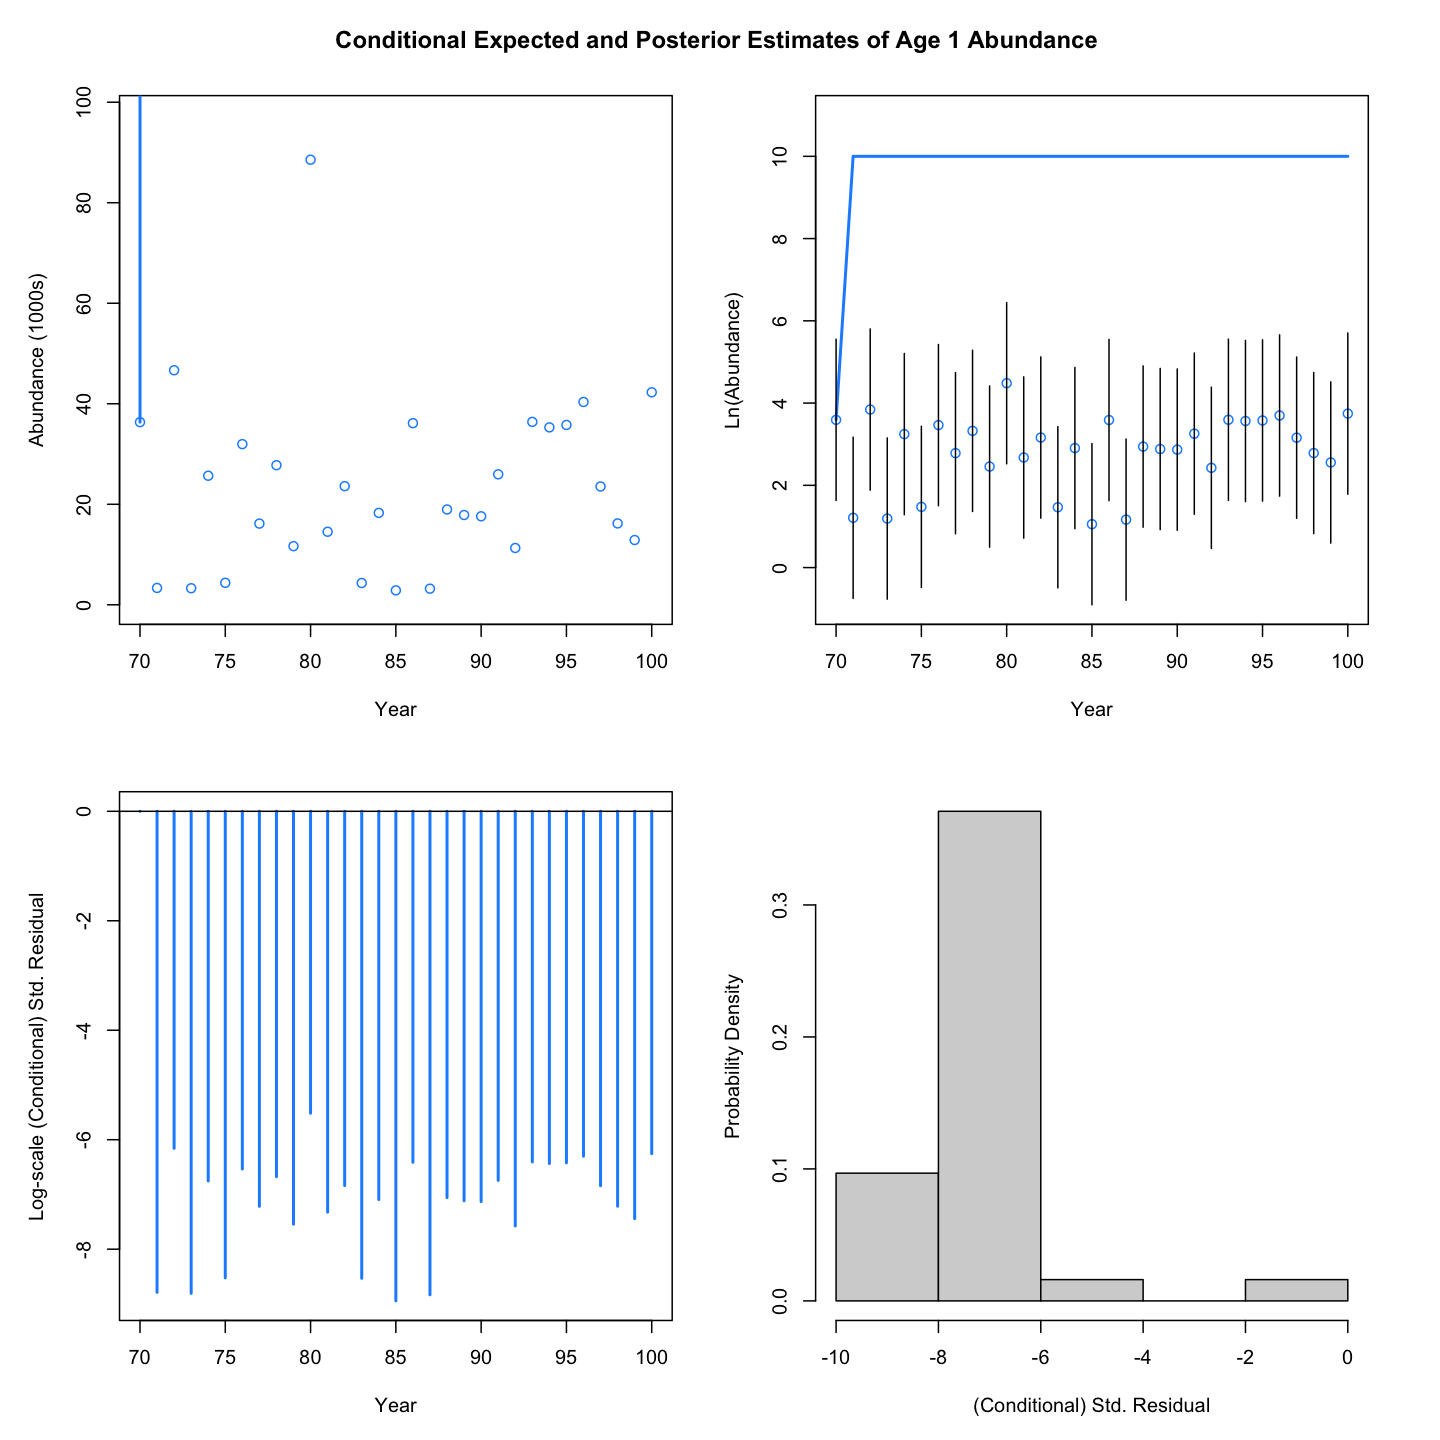 Conditional Expected and Posterior Estimates of Age 1 Abundance
Abundance (1000s)
100
80
60
40
20
0
70 75 80 85 90 95 100
Year
Ln(Abundance)
10
8
6
4
2
0
70 75 80 85 90 95 100
Year
Log-scale (Conditional) Std. Residual
0
-2
-4
-6
-8
70 75 80 85 90 95 100
Year
Probability Density
0.3
0.2
0.1
0.0
-10 -8 -6 -4 -2 0
(Conditional) Std. Residual